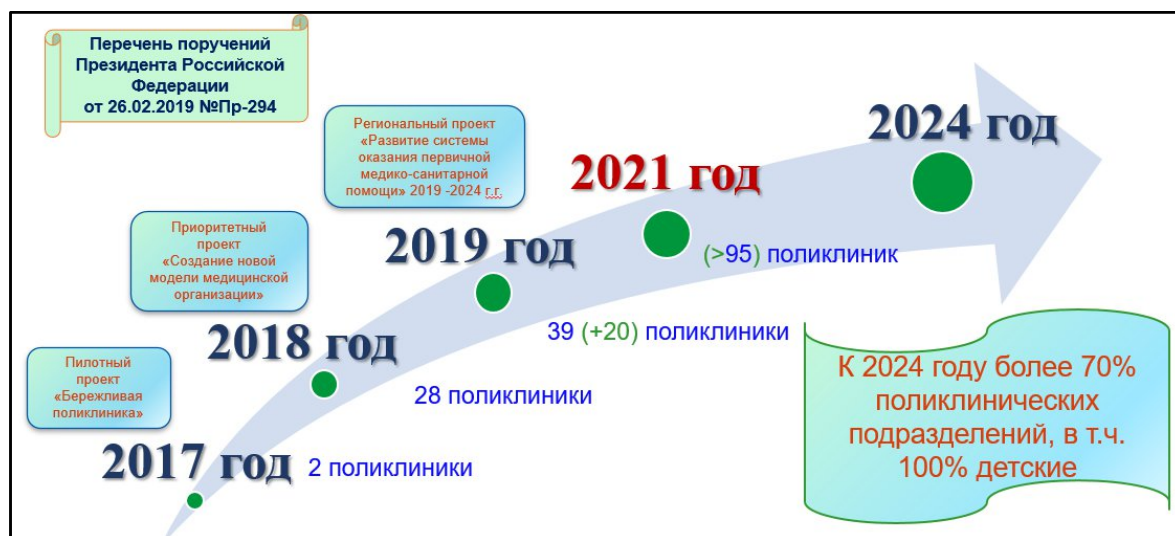 Перечень поручений
Президента Российской
Федерации
от 26.02.2019 №Пр-294
Региональный проект
«Развитие системы
оказания первичной
медико-санитарной
помощи» 2019 -2024 г.г.
2024 год
2021 год
(>95) поликлиник
Приоритетный
проект
«Создание новой
модели медицинской
организации»
2019 год
39 (+20) поликлиники
2018 год
28 поликлиники
Пилотный
проект
«Бережливая
поликлиника»
2017 год
2 поликлиники
К 2024 году более 70%
поликлинических
подразделений, в т.ч.
100% детские